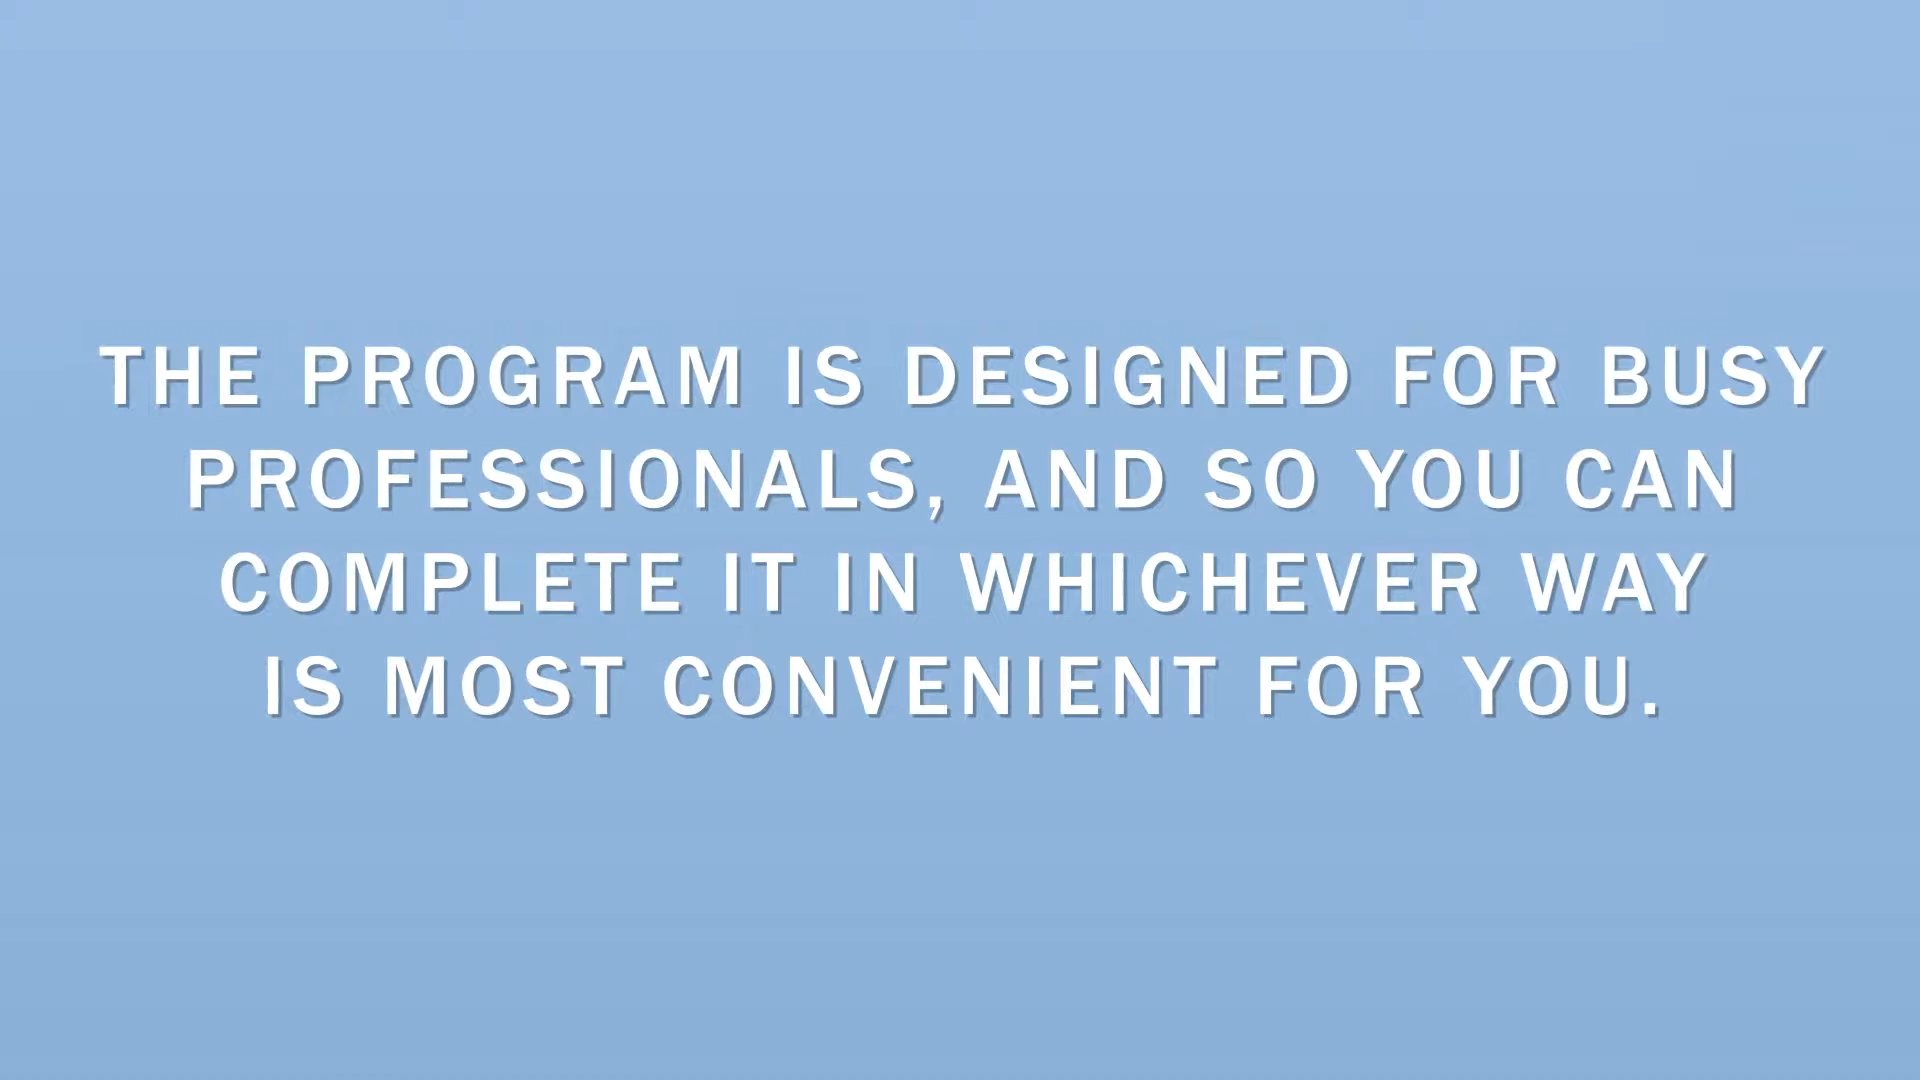 THE PROGRAM IS DESIGNED FOR BUSY
PROFESSIONALS, AND SO YOU CAN
COMPLETE IT IN WHICHEVER WAY
IS MOST CONVENIENT FOR YOU.